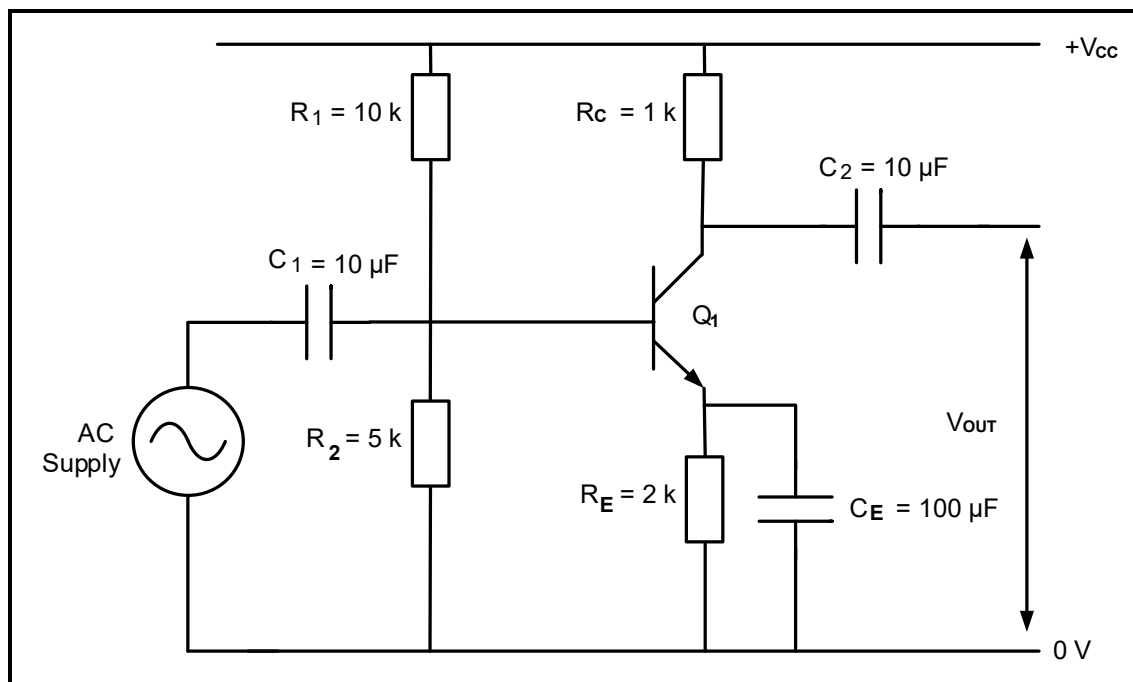 +VCC
R1 = 10 k
RC = 1 k
C2 = 10 µF
C1 = 10 µF
Q1
AC
Supply
R2 = 5 k
VOUT
RE = 2 k
CE = 100 µF
0 V